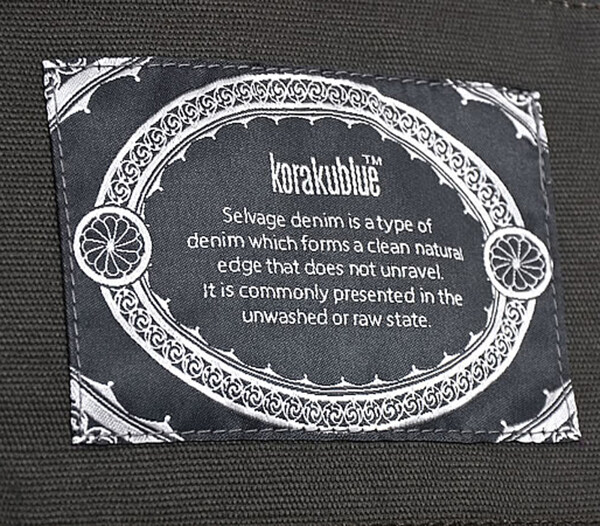 korakublue™
Selvage denim is a type of
denim which forms a clean natural
edge that does not unravel.
It is commonly presented in the
unwashed or raw state.